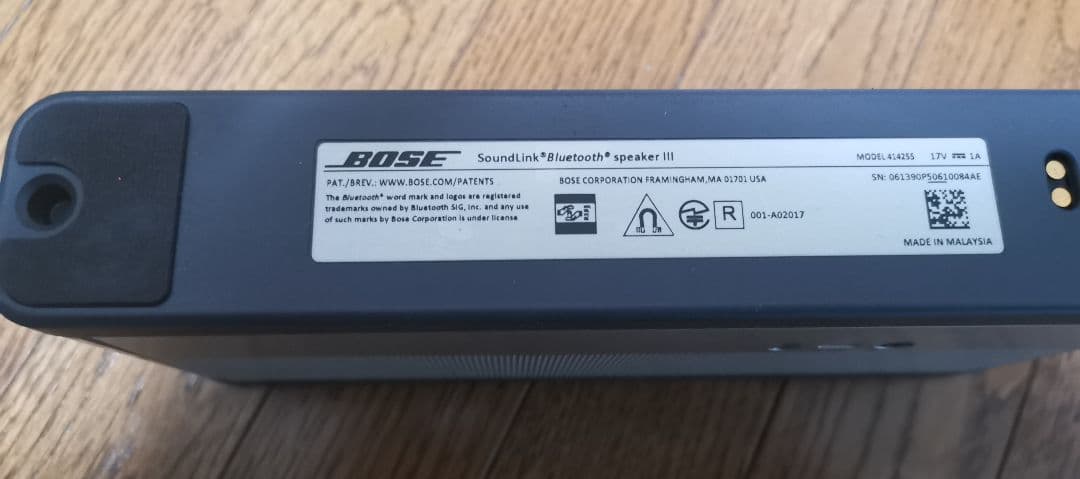 BOSE SoundLink® Bluetooth® speaker III
MODEL 414255 17V ⎓ 1A
PAT./BREV.: WWW.BOSE.COM/PATENTS
The Bluetooth® word mark and logos are registered
trademarks owned by Bluetooth SIG, Inc. and any use
of such marks by Bose Corporation is under license
BOSE CORPORATION FRAMINGHAM, MA 01701 USA
R 001-A02017
SN: 061390P50610084AE
MADE IN MALAYSIA